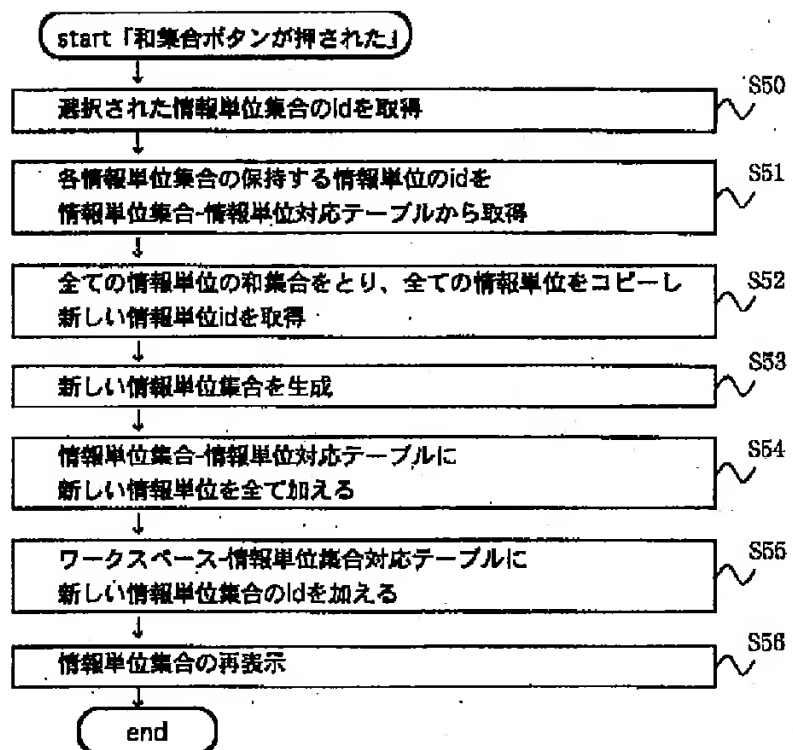 start「和集合ボタンが押された」
S50
選択された情報単位集合のidを取得
S51
各情報単位集合の保持する情報単位のidを
情報単位集合-情報単位対応テーブルから取得
S52
全ての情報単位の和集合をとり、全ての情報単位をコピーし
新しい情報単位idを取得
S53
新しい情報単位集合を生成
S54
情報単位集合-情報単位対応テーブルに
新しい情報単位を全て加える
S55
ワークスペース-情報単位集合対応テーブルに
新しい情報単位集合のidを加える
S56
情報単位集合の再表示
end